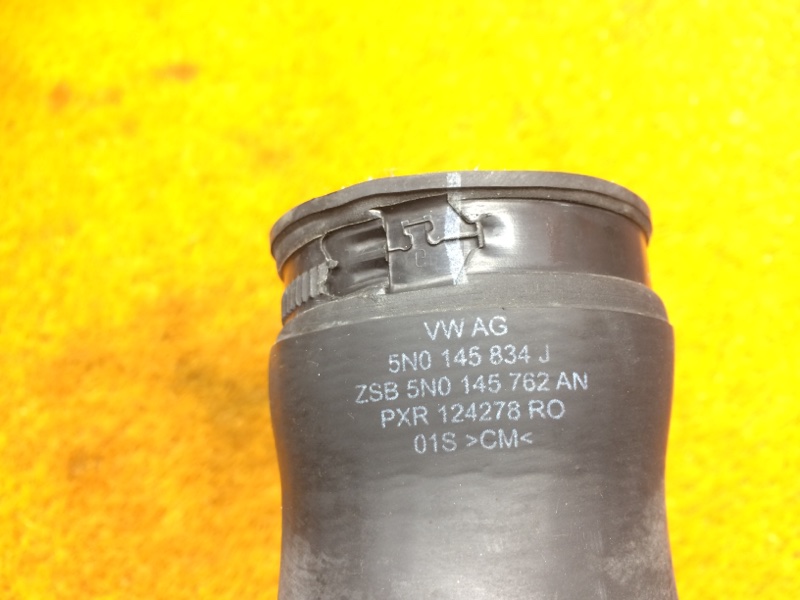 VW AG
5N0 145 834 J
ZSB 5N0 145 762 AN
PXR 124278 RO
01S >CM<